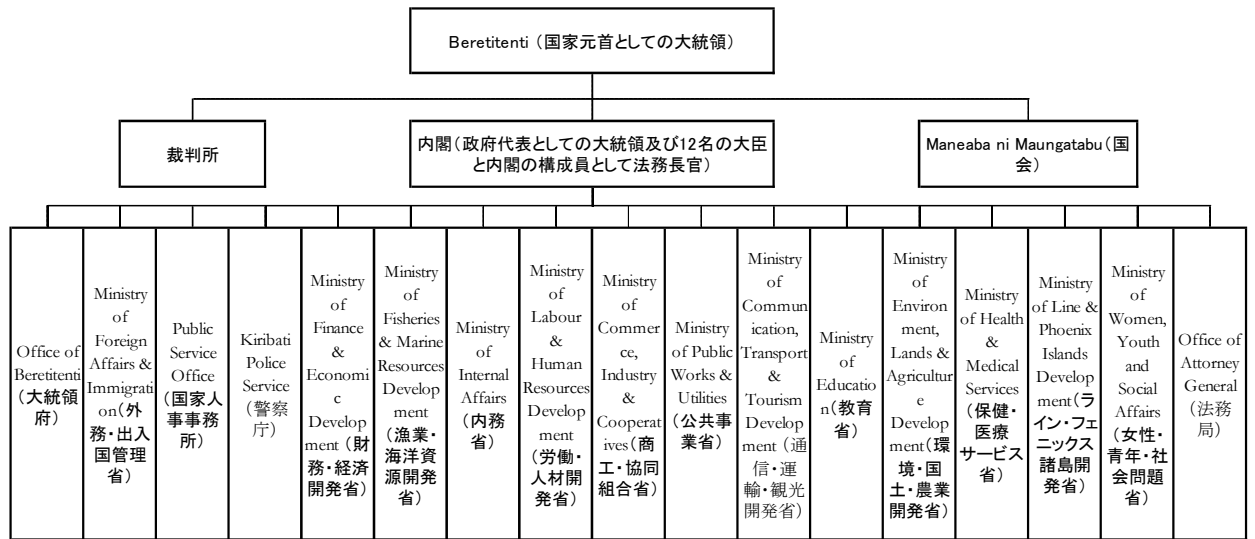 Beretitenti (国家元首としての大統領)
裁判所
内閣(政府代表としての大統領及び12名の大臣
と内閣の構成員として法務長官)
Maneaba ni Maungatabu(国
会)
Office of
Beretitenti
(大統領
府)
Ministry
of
Foreign
Affairs &
Immigrati
on(外
務・出入
国管理
省)
Public
Service
Office
(国家人
事事務
所)
Kiribati
Police
Service
(警察
庁)
Ministry
of
Finance
&
Economi
c
Develop
ment (財
務・経済
開発省)
Ministry
of
Fisheries
& Marine
Resources
Develop
ment
(漁業・
海洋資
源開発
省)
Ministry
of
Internal
Affairs
(内務
省)
Ministry
of
Labour
&
Human
Resources
Develop
ment
(労働・
人材開
発省)
Ministry
of
Commer
ce,
Industry
&
Cooperat
ives(商
工・協同
組合省)
Ministry
of Public
Works &
Utilities
(公共事
業省)
Ministry
of
Commun
ication,
Transport
&
Tourism
Develop
ment (通
信・運
輸・観光
開発省)
Ministry
of
Educatio
n(教育
省)
Ministry
of
Environ
ment,
Lands &
Agricultur
e
Develop
ment(環
境・国
土・農業
開発省)
Ministry
of Health
&
Medical
Services
(保健・
医療
サービス
省)
Ministry
of Line &
Phoenix
Islands
Develop
ment(ラ
イン・フェ
ニックス
諸島開
発省)
Ministry
of
Women,
Youth
and
Social
Affairs
(女性・
青年・社
会問題
省)
Office of
Attorney
General
(法務
局)